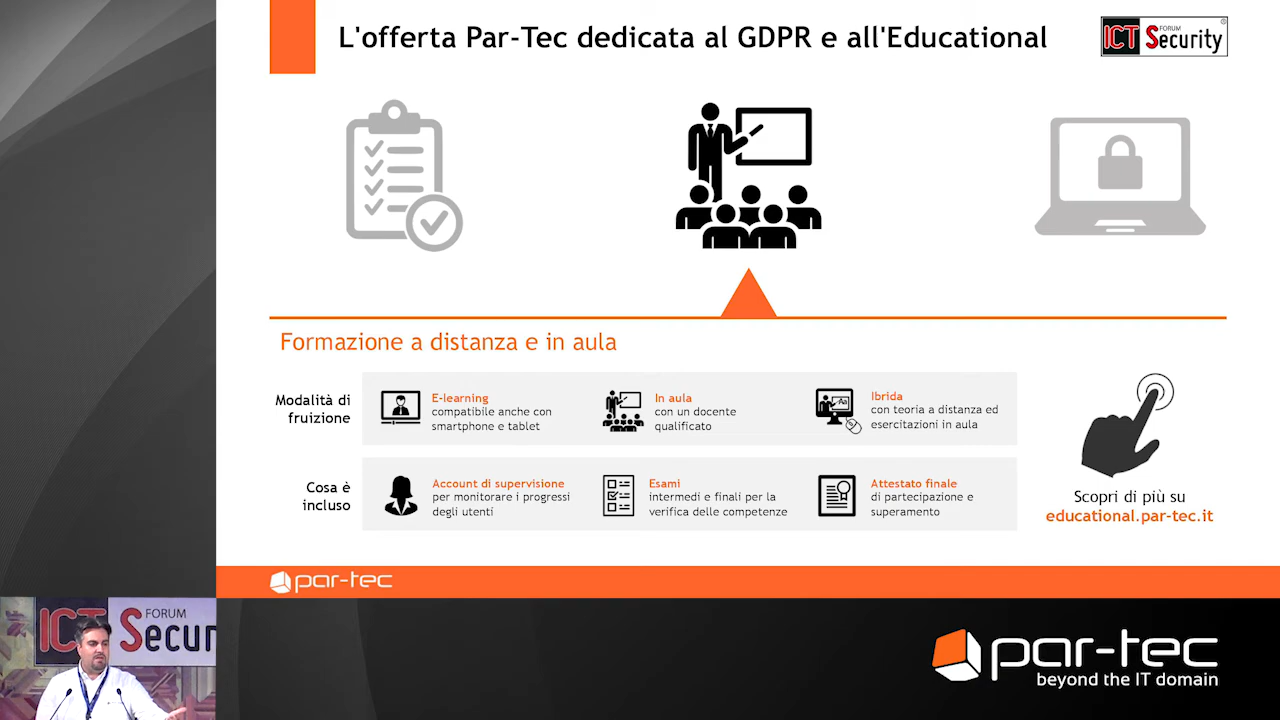 L'offerta Par-Tec dedicata al GDPR e all'Educational
ICT Security
FORUM
®
Formazione a distanza e in aula
Modalità di
fruizione
E-learning
compatibile anche con
smartphone e tablet
In aula
con un docente
qualificato
Aa
Ibrida
con teoria a distanza ed
esercitazioni in aula
Cosa è
incluso
Account di supervisione
per monitorare i progressi
degli utenti
Esami
intermedi e finali per la
verifica delle competenze
Attestato finale
di partecipazione e
superamento
Scopri di più su
educational.par-tec.it
par-tec
ICT Secur
FORUM
par-tec
beyond the IT domain